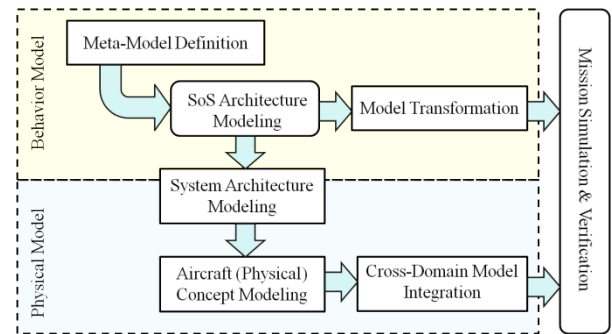 Behavior Model
Meta-Model Definition
SoS Architecture
Modeling
Model Transformation
System Architecture
Modeling
Physical Model
Aircraft (Physical)
Concept Modeling
Cross-Domain Model
Integration
Mission Simulation & Verification